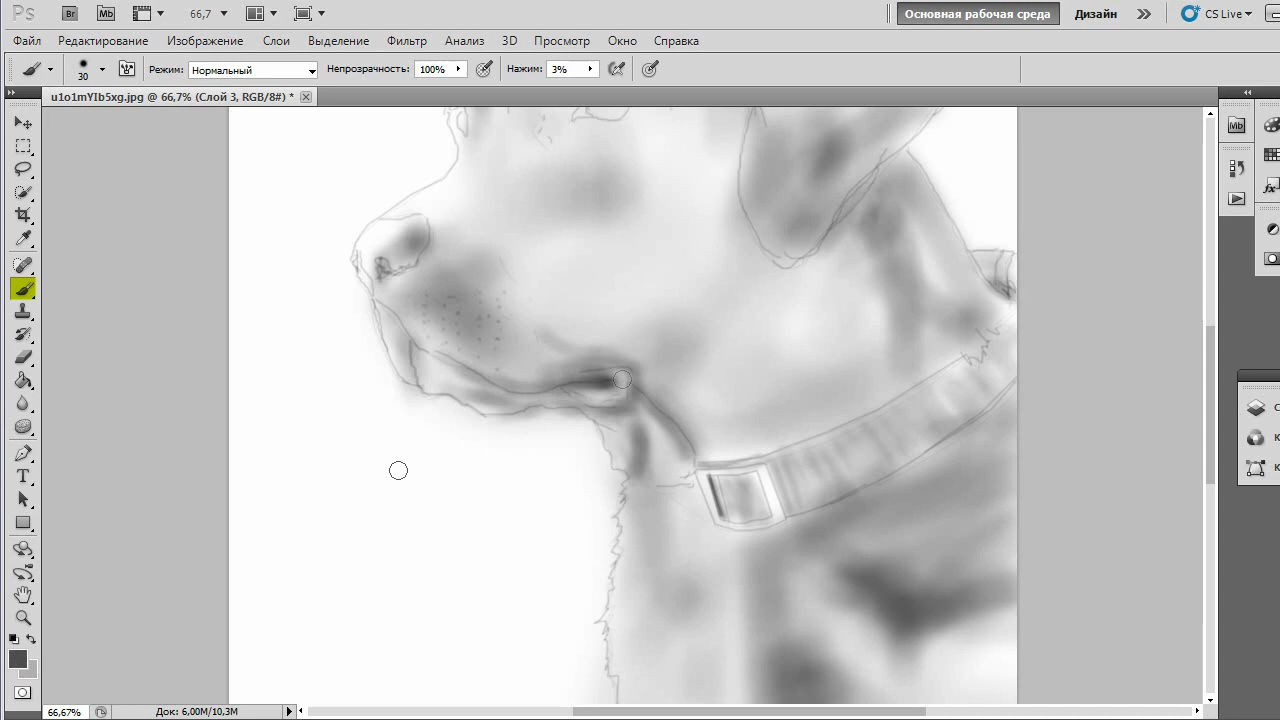 Ps Br Mb 66,7 Основная рабочая среда Дизайн CS Live
Файл Редактирование Изображение Слои Выделение Фильтр Анализ 3D Просмотр Окно Справка
30 Режим: Нормальный Непрозрачность: 100% Нажим: 3%
u1o1mYIb5xg.jpg @ 66,7% (Слой 3, RGB/8#) *
Mb
T
66,67% Док: 6,00M/10,3M